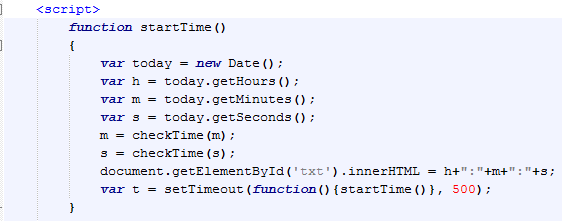 <script>
function startTime()
{
var today = new Date();
var h = today.getHours();
var m = today.getMinutes();
var s = today.getSeconds();
m = checkTime(m);
s = checkTime(s);
document.getElementById('txt').innerHTML = h+":"+m+":"+s;
var t = setTimeout(function(){startTime()}, 500);
}